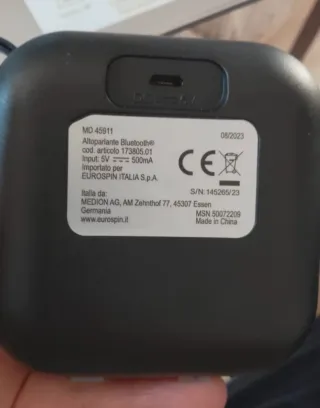 MD 45911
08/2023
Altoparlante Bluetooth®
cod. articolo 173805.01
Input: 5V 500mA
Importato per
EUROSPIN ITALIA S.p.A.
CE
S/N:145265/23
Italia da:
MEDION AG, AM Zehnthof 77, 45307 Essen
Germania
MSN.50072209
www.eurospin.it
Made in China